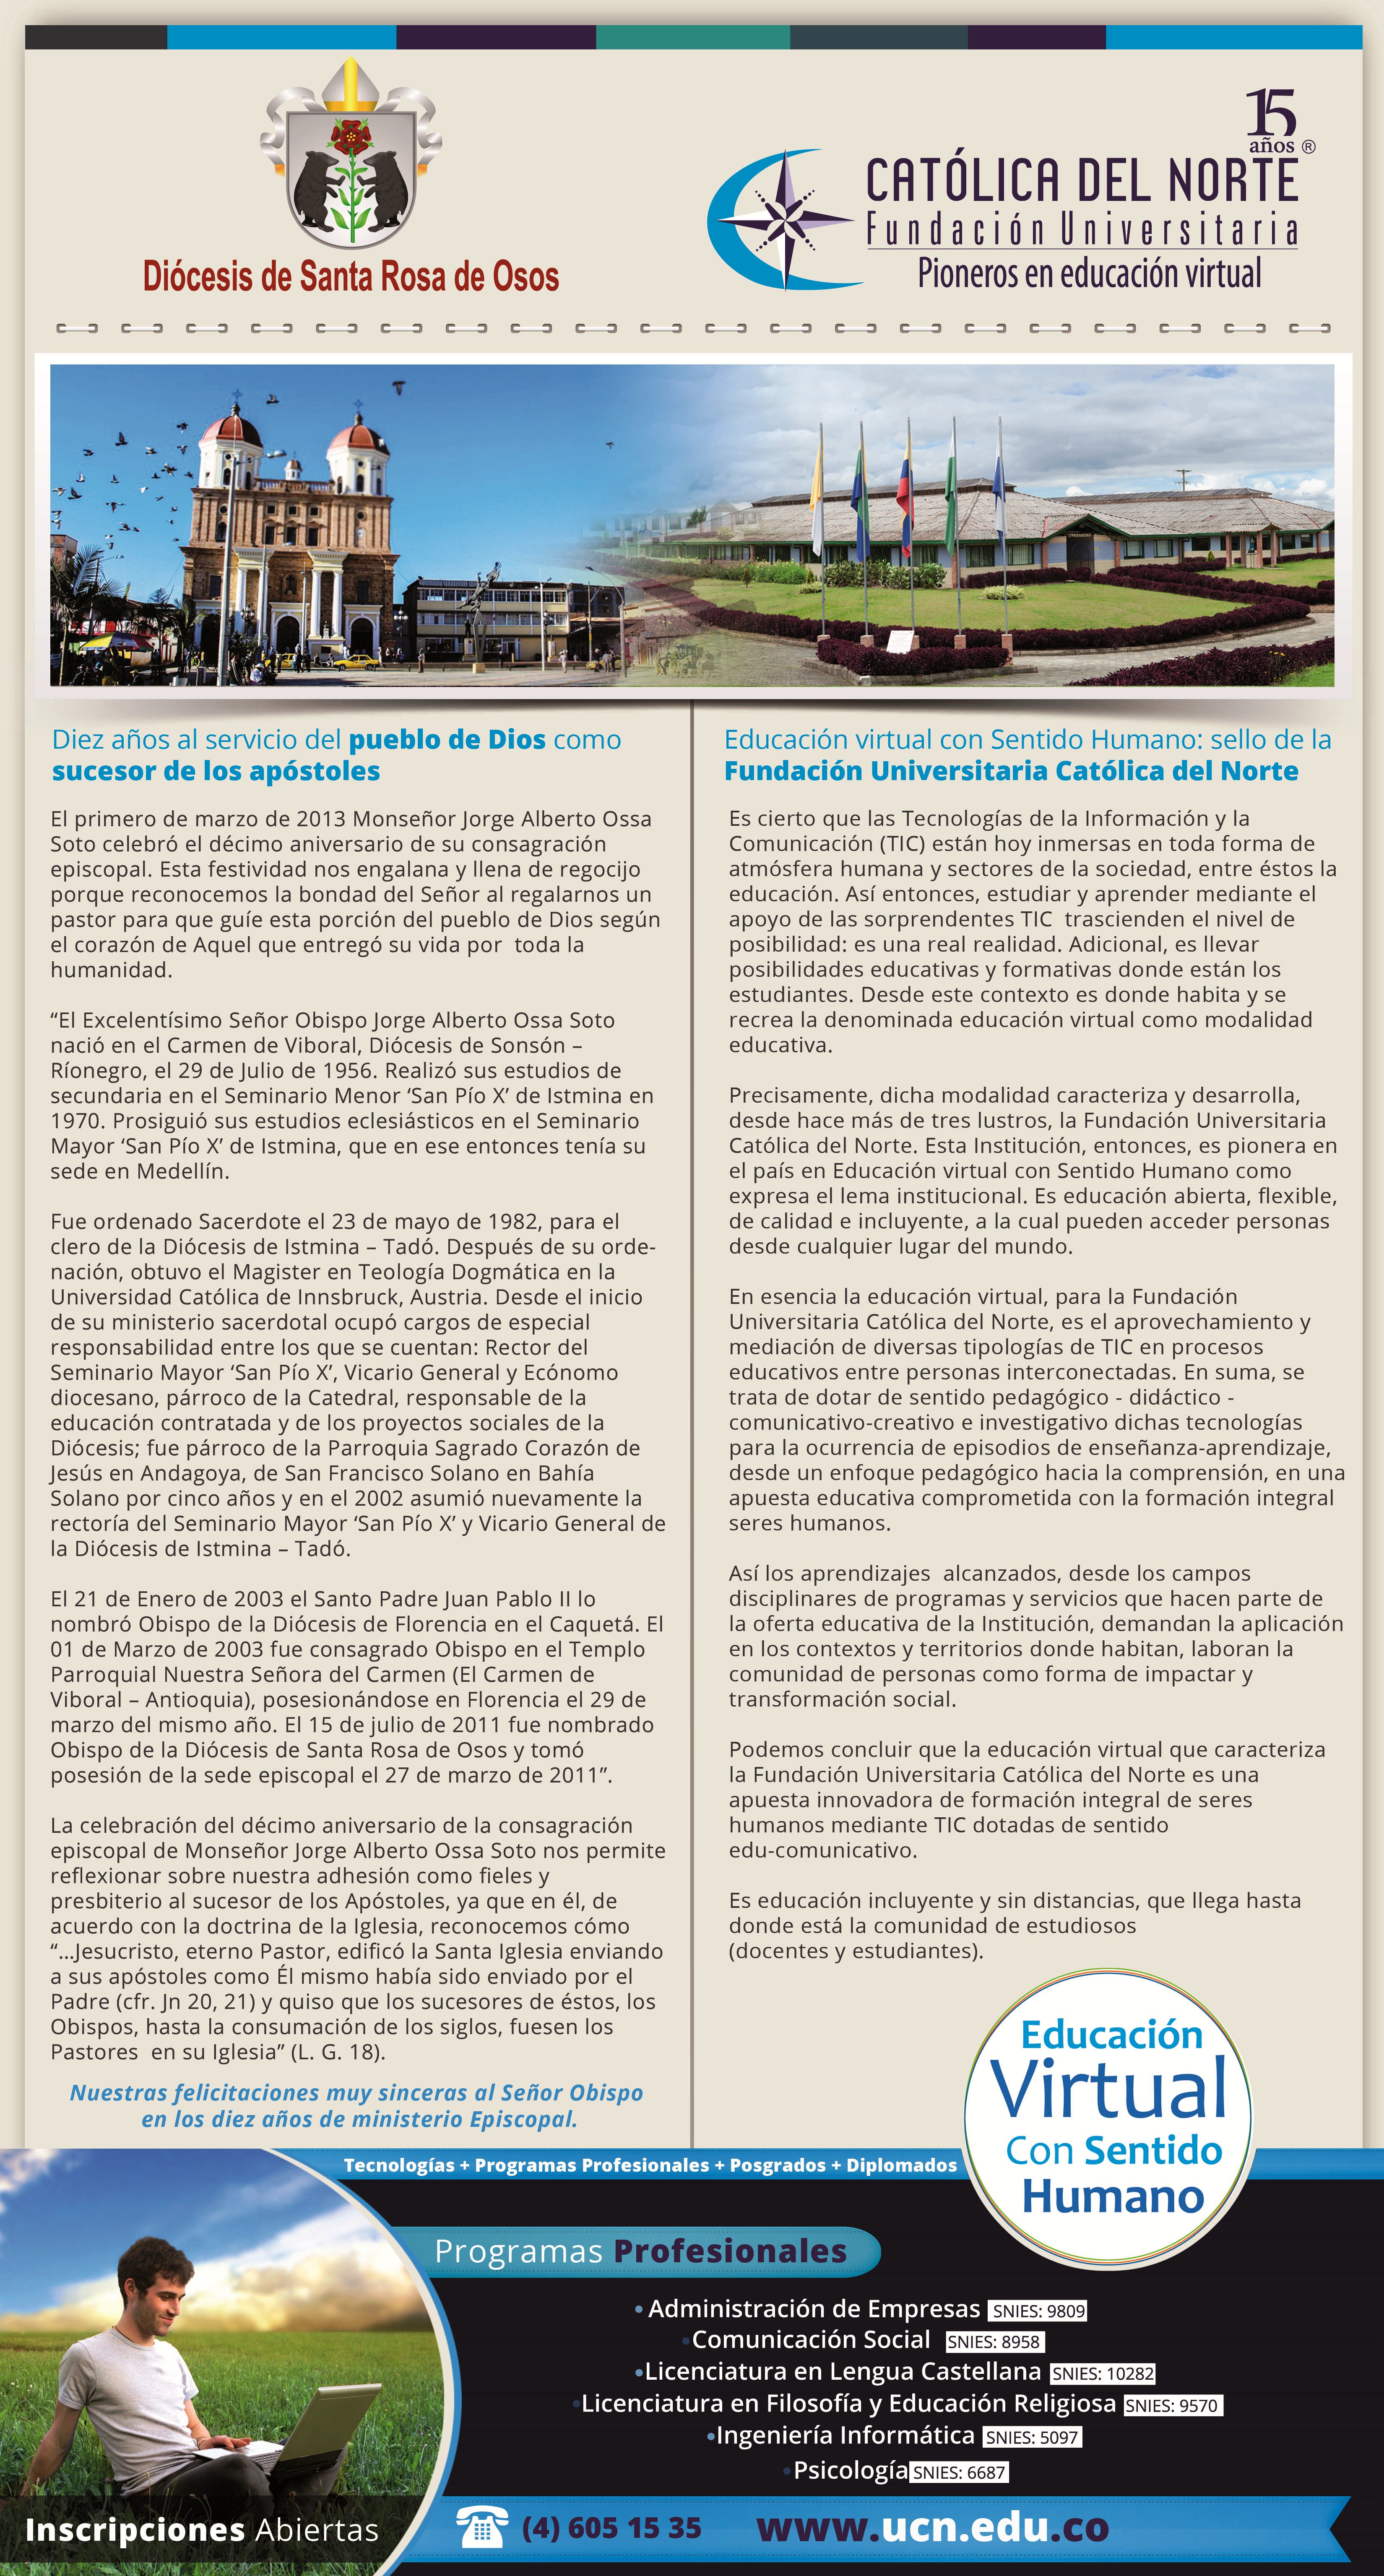 Diócesis de Santa Rosa de Osos
15
años ®
CATÓLICA DEL NORTE
Fundación Universitaria
Pioneros en educación virtual
Diez años al servicio del pueblo de Dios como
sucesor de los apóstoles
El primero de marzo de 2013 Monseñor Jorge Alberto Ossa
Soto celebró el décimo aniversario de su consagración
episcopal. Esta festividad nos engalana y llena de regocijo
porque reconocemos la bondad del Señor al regalarnos un
pastor para que guíe esta porción del pueblo de Dios según
el corazón de Aquel que entregó su vida por toda la
humanidad.
“El Excelentísimo Señor Obispo Jorge Alberto Ossa Soto
nació en el Carmen de Viboral, Diócesis de Sonsón –
Ríonegro, el 29 de Julio de 1956. Realizó sus estudios de
secundaria en el Seminario Menor ‘San Pío X’ de Istmina en
1970. Prosiguió sus estudios eclesiásticos en el Seminario
Mayor ‘San Pío X’ de Istmina, que en ese entonces tenía su
sede en Medellín.
Fue ordenado Sacerdote el 23 de mayo de 1982, para el
clero de la Diócesis de Istmina – Tadó. Después de su orde-
nación, obtuvo el Magister en Teología Dogmática en la
Universidad Católica de Innsbruck, Austria. Desde el inicio
de su ministerio sacerdotal ocupó cargos de especial
responsabilidad entre los que se cuentan: Rector del
Seminario Mayor ‘San Pío X’, Vicario General y Ecónomo
diocesano, párroco de la Catedral, responsable de la
educación contratada y de los proyectos sociales de la
Diócesis; fue párroco de la Parroquia Sagrado Corazón de
Jesús en Andagoya, de San Francisco Solano en Bahía
Solano por cinco años y en el 2002 asumió nuevamente la
rectoría del Seminario Mayor ‘San Pío X’ y Vicario General de
la Diócesis de Istmina – Tadó.
El 21 de Enero de 2003 el Santo Padre Juan Pablo II lo
nombró Obispo de la Diócesis de Florencia en el Caquetá. El
01 de Marzo de 2003 fue consagrado Obispo en el Templo
Parroquial Nuestra Señora del Carmen (El Carmen de
Viboral – Antioquia), posesionándose en Florencia el 29 de
marzo del mismo año. El 15 de julio de 2011 fue nombrado
Obispo de la Diócesis de Santa Rosa de Osos y tomó
posesión de la sede episcopal el 27 de marzo de 2011”.
La celebración del décimo aniversario de la consagración
episcopal de Monseñor Jorge Alberto Ossa Soto nos permite
reflexionar sobre nuestra adhesión como fieles y
presbiterio al sucesor de los Apóstoles, ya que en él, de
acuerdo con la doctrina de la Iglesia, reconocemos cómo
“...Jesucristo, eterno Pastor, edificó la Santa Iglesia enviando
a sus apóstoles como Él mismo había sido enviado por el
Padre (cfr. Jn 20, 21) y quiso que los sucesores de éstos, los
Obispos, hasta la consumación de los siglos, fuesen los
Pastores en su Iglesia” (L. G. 18).
Nuestras felicitaciones muy sinceras al Señor Obispo
en los diez años de ministerio Episcopal.
Educación virtual con Sentido Humano: sello de la
Fundación Universitaria Católica del Norte
Es cierto que las Tecnologías de la Información y la
Comunicación (TIC) están hoy inmersas en toda forma de
atmósfera humana y sectores de la sociedad, entre éstos la
educación. Así entonces, estudiar y aprender mediante el
apoyo de las sorprendentes TIC trascienden el nivel de
posibilidad: es una real realidad. Adicional, es llevar
posibilidades educativas y formativas donde están los
estudiantes. Desde este contexto es donde habita y se
recrea la denominada educación virtual como modalidad
educativa.
Precisamente, dicha modalidad caracteriza y desarrolla,
desde hace más de tres lustros, la Fundación Universitaria
Católica del Norte. Esta Institución, entonces, es pionera en
el país en Educación virtual con Sentido Humano como
expresa el lema institucional. Es educación abierta, flexible,
de calidad e incluyente, a la cual pueden acceder personas
desde cualquier lugar del mundo.
En esencia la educación virtual, para la Fundación
Universitaria Católica del Norte, es el aprovechamiento y
mediación de diversas tipologías de TIC en procesos
educativos entre personas interconectadas. En suma, se
trata de dotar de sentido pedagógico - didáctico -
comunicativo-creativo e investigativo dichas tecnologías
para la ocurrencia de episodios de enseñanza-aprendizaje,
desde un enfoque pedagógico hacia la comprensión, en una
apuesta educativa comprometida con la formación integral
seres humanos.
Así los aprendizajes alcanzados, desde los campos
disciplinares de programas y servicios que hacen parte de
la oferta educativa de la Institución, demandan la aplicación
en los contextos y territorios donde habitan, laboran la
comunidad de personas como forma de impactar y
transformación social.
Podemos concluir que la educación virtual que caracteriza
la Fundación Universitaria Católica del Norte es una
apuesta innovadora de formación integral de seres
humanos mediante TIC dotadas de sentido
edu-comunicativo.
Es educación incluyente y sin distancias, que llega hasta
donde está la comunidad de estudiosos
(docentes y estudiantes).
Educación
Virtual
Con Sentido
Humano
Tecnologías + Programas Profesionales + Posgrados + Diplomados
Programas Profesionales
• Administración de Empresas SNIES: 9809
•Comunicación Social SNIES: 8958
•Licenciatura en Lengua Castellana SNIES: 10282
•Licenciatura en Filosofía y Educación Religiosa SNIES: 9570
•Ingeniería Informática SNIES: 5097
•Psicología SNIES: 6687
Inscripciones Abiertas
(4) 605 15 35 www.ucn.edu.co